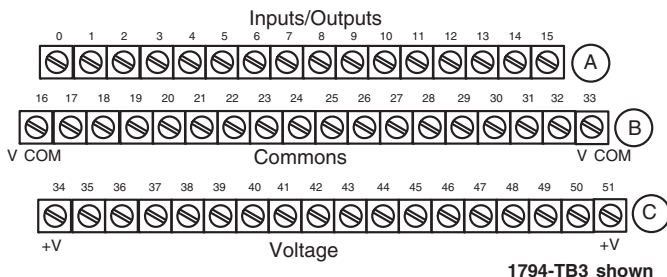 Inputs/Outputs
0 1 2 3 4 5 6 7 8 9 10 11 12 13 14 15
A
16 17 18 19 20 21 22 23 24 25 26 27 28 29 30 31 32 33
B
V COM Commons V COM
34 35 36 37 38 39 40 41 42 43 44 45 46 47 48 49 50 51
C
+V Voltage +V
1794-TB3 shown